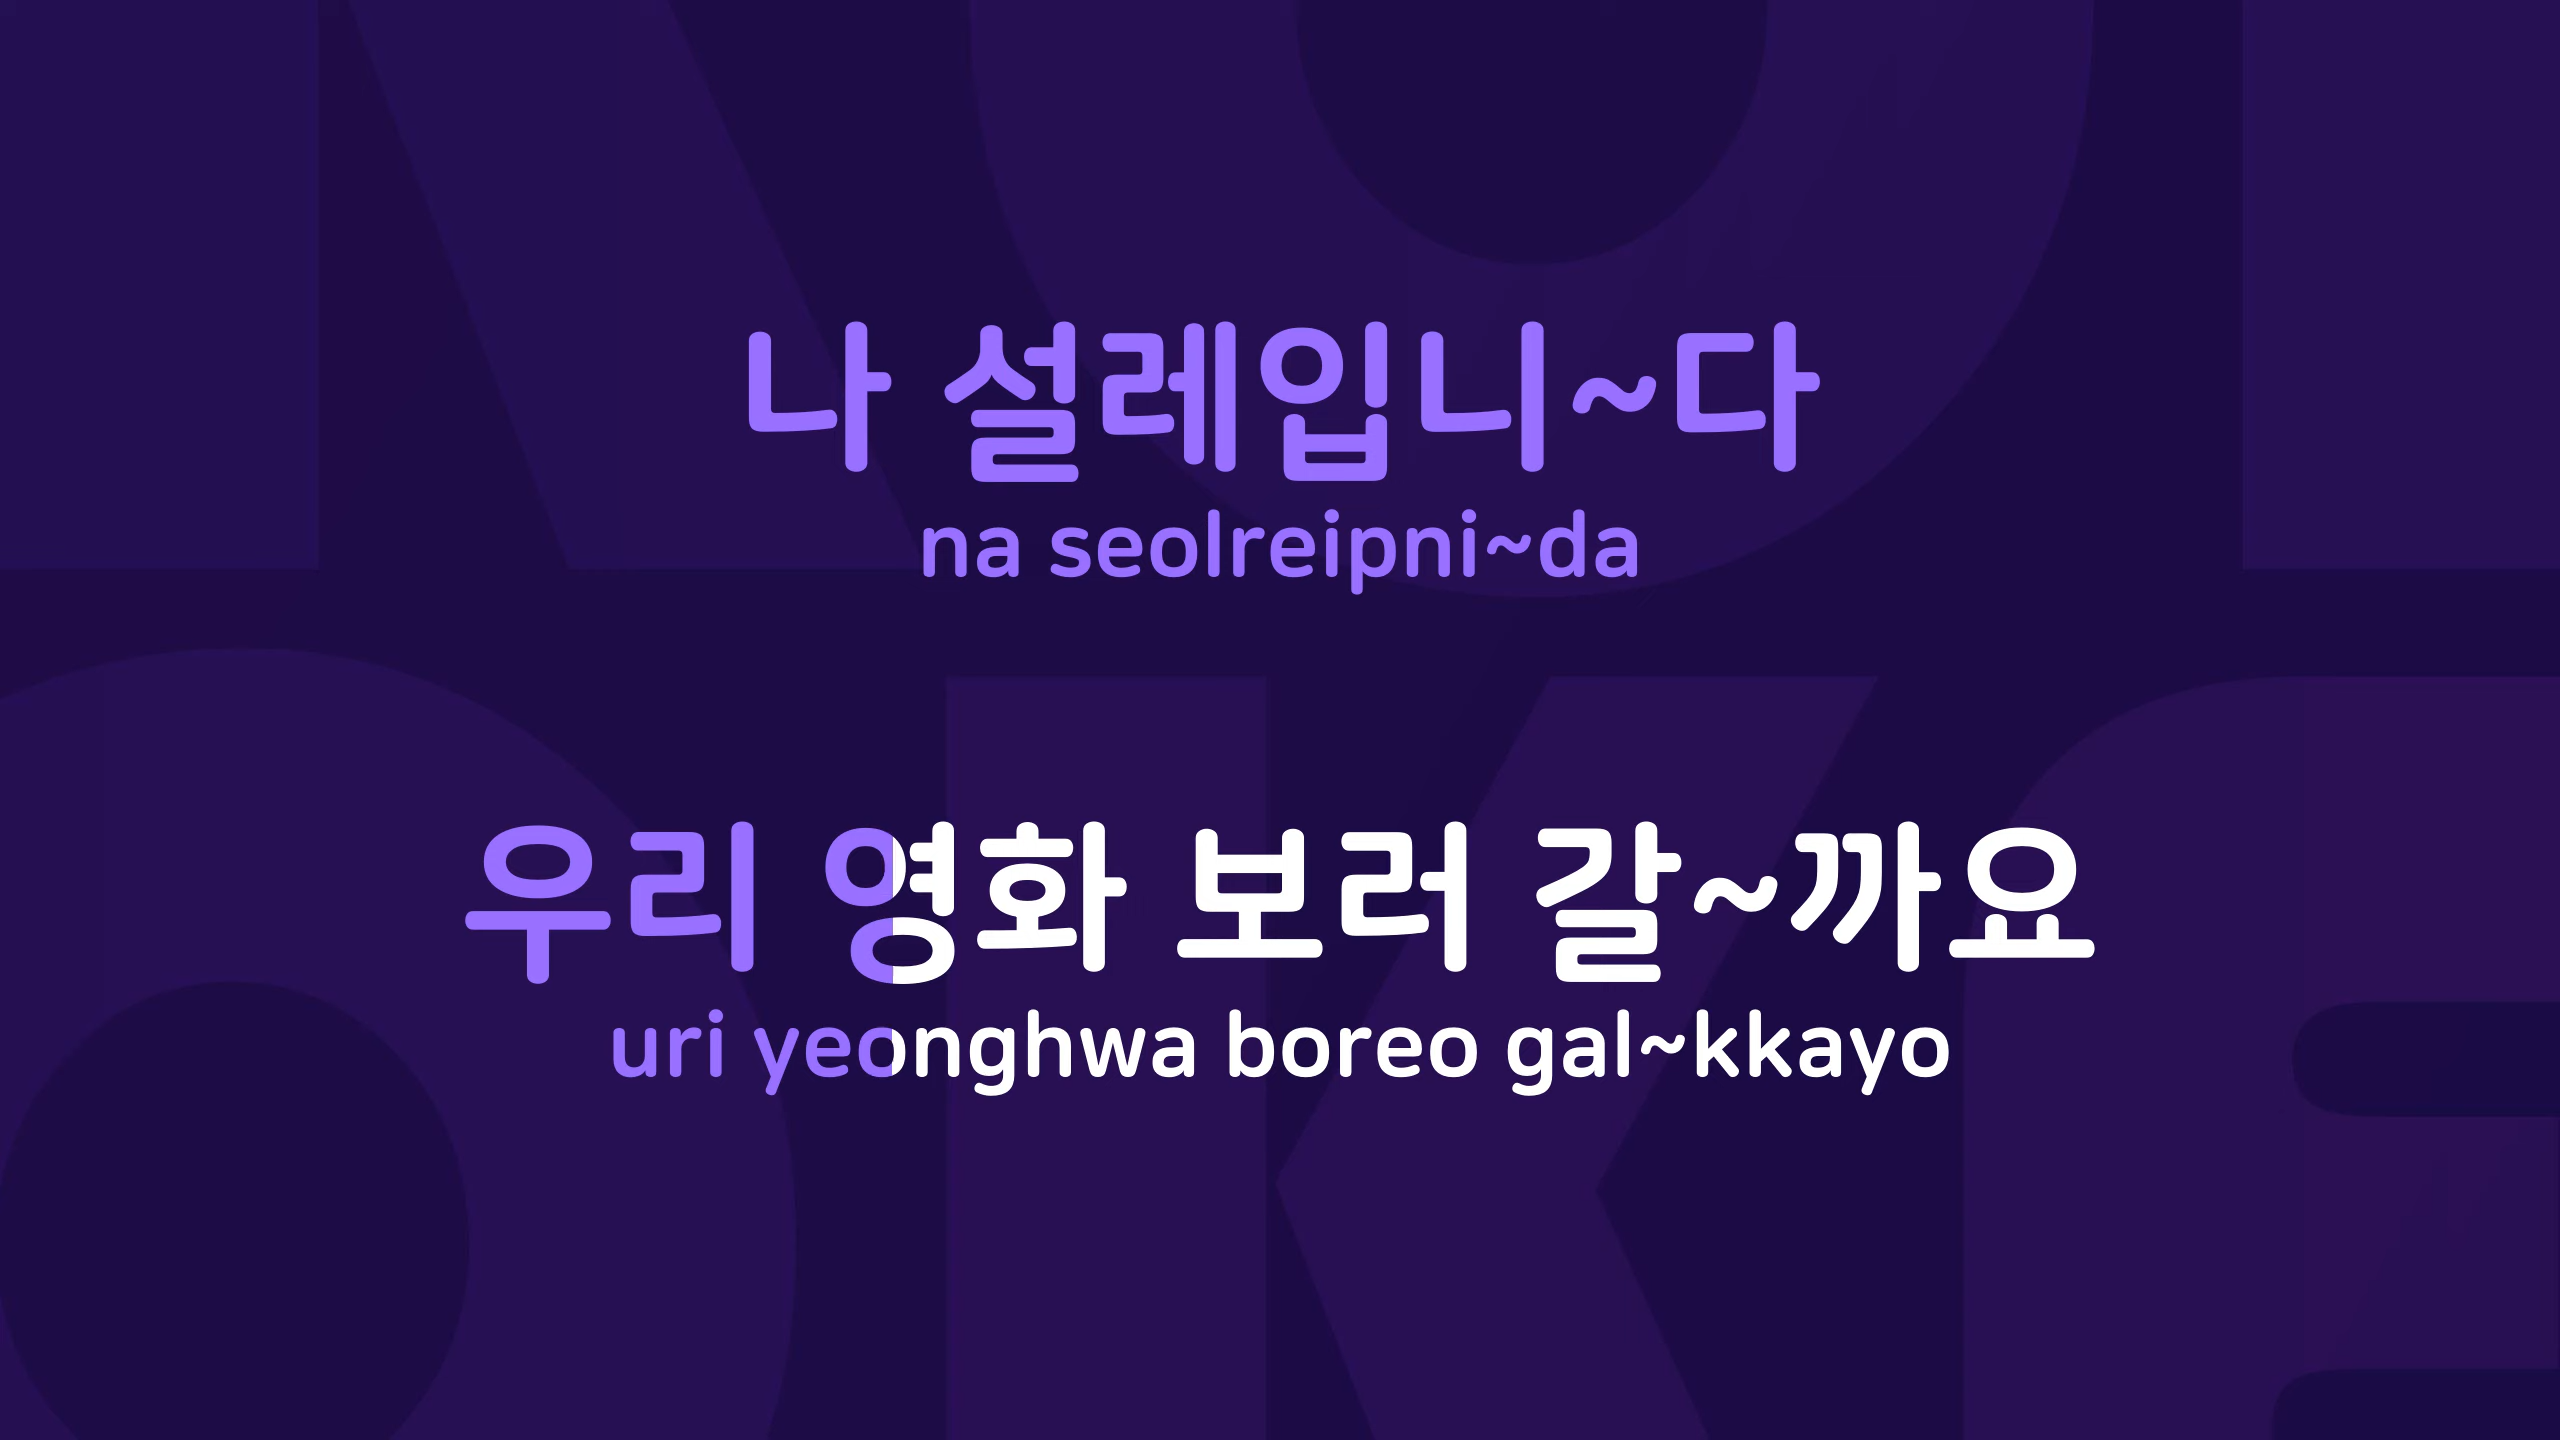 나 설레입니~다
na seolreipni~da
우리 영화 보러 갈~까요
uri yeonghwa boreo gal~kkayo